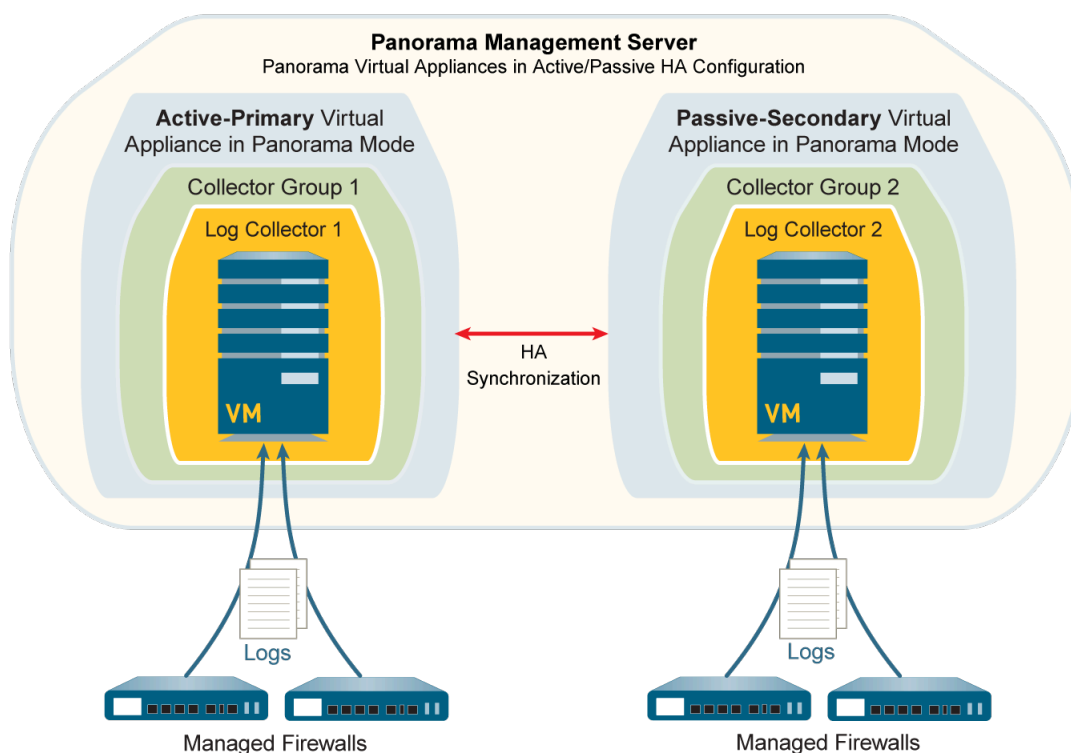 Panorama Management Server
Panorama Virtual Appliances in Active/Passive HA Configuration
Active-Primary Virtual
Appliance in Panorama Mode
Collector Group 1
Log Collector 1
VM
Passive-Secondary Virtual
Appliance in Panorama Mode
Collector Group 2
Log Collector 2
VM
HA
Synchronization
Logs
Managed Firewalls
Logs
Managed Firewalls